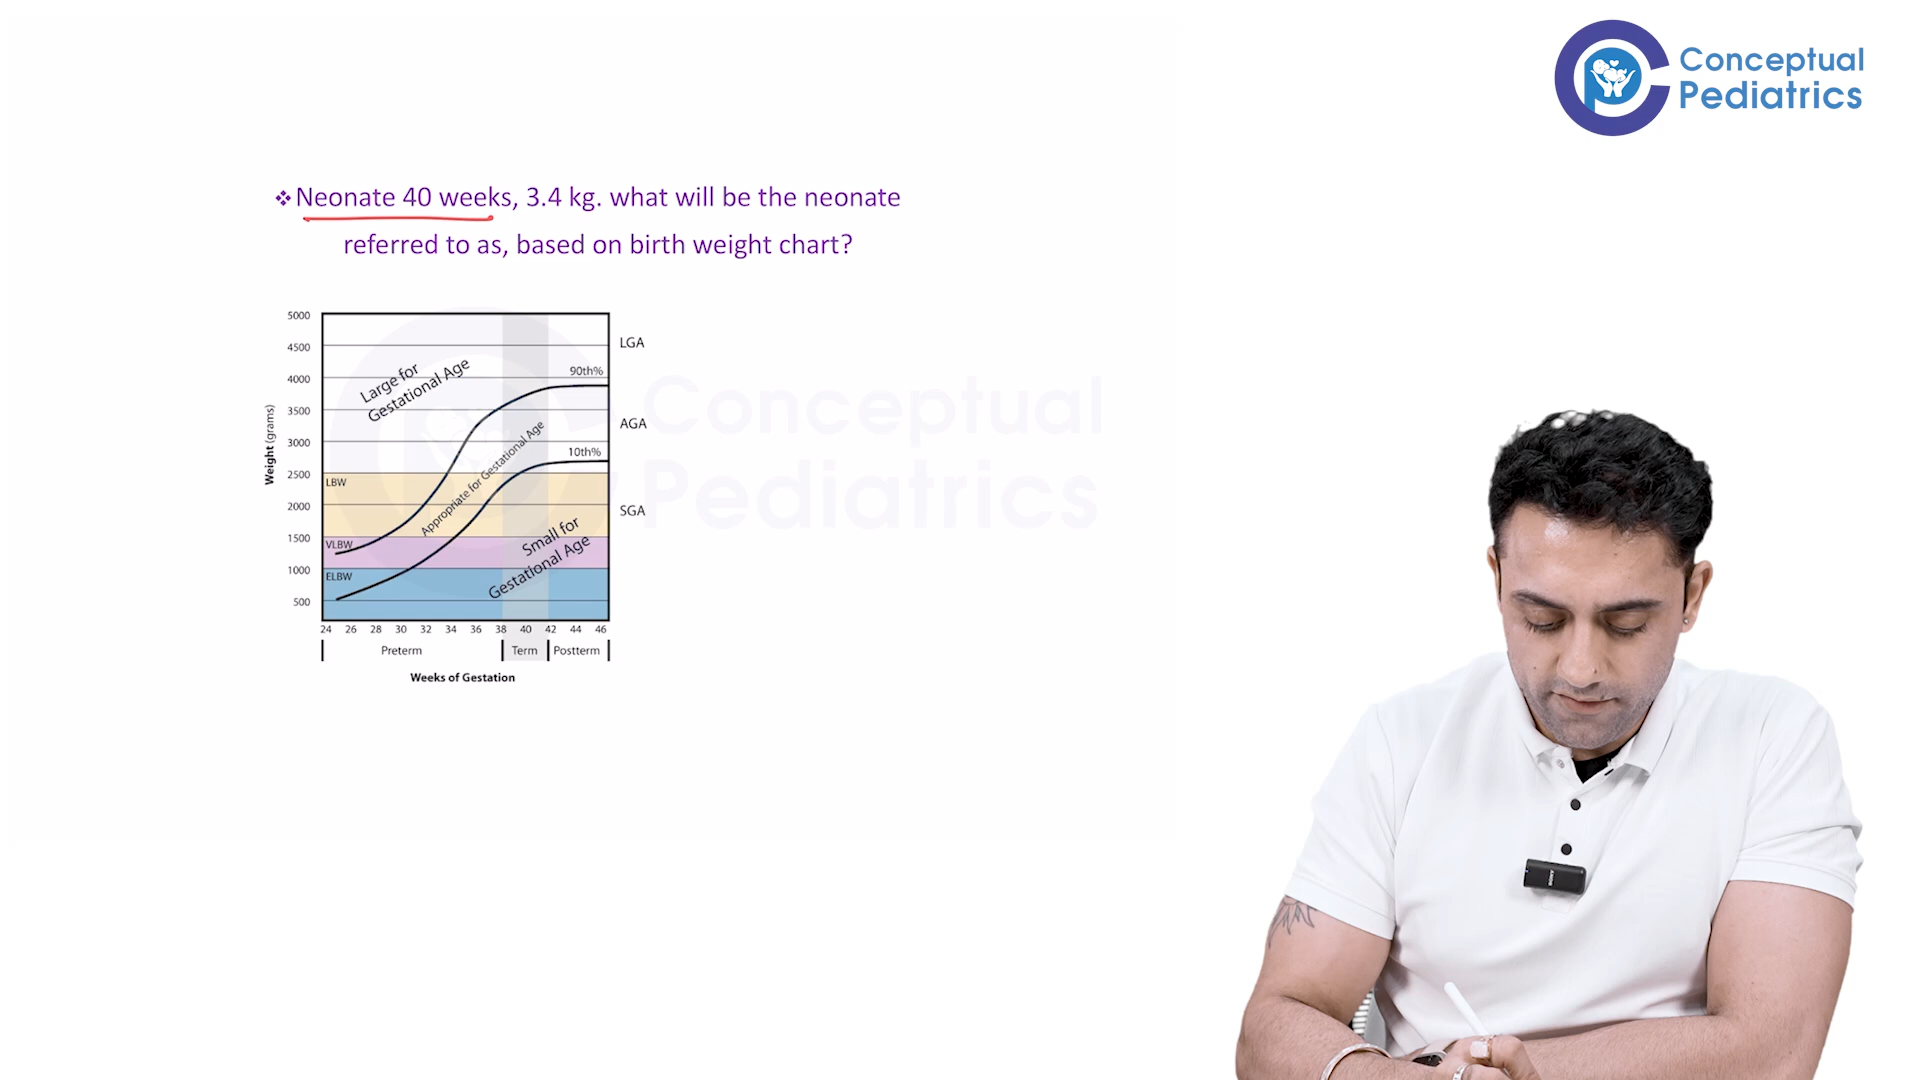 Conceptual
Pediatrics
❖Neonate 40 weeks, 3.4 kg. what will be the neonate
referred to as, based on birth weight chart?
5000
4500
4000
3500
3000
2500
2000
1500
1000
500
Weight (grams)
Large for
Gestational Age
Appropriate for Gestational Age
Small for
Gestational Age
90th%
10th%
LBW
VLBW
ELBW
LGA
AGA
SGA
24 26 28 30 32 34 36 38 40 42 44 46
Preterm Term Postterm
Weeks of Gestation
Conceptual
Pediatrics
SONY